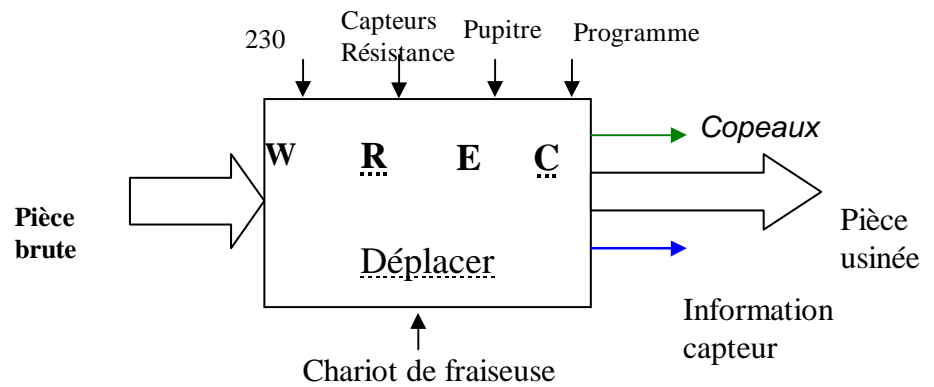 230
Capteurs
Résistance
Pupitre
Programme
W R E C
Copeaux
Pièce
brute
Pièce
usinée
Déplacer
Information
capteur
Chariot de fraiseuse